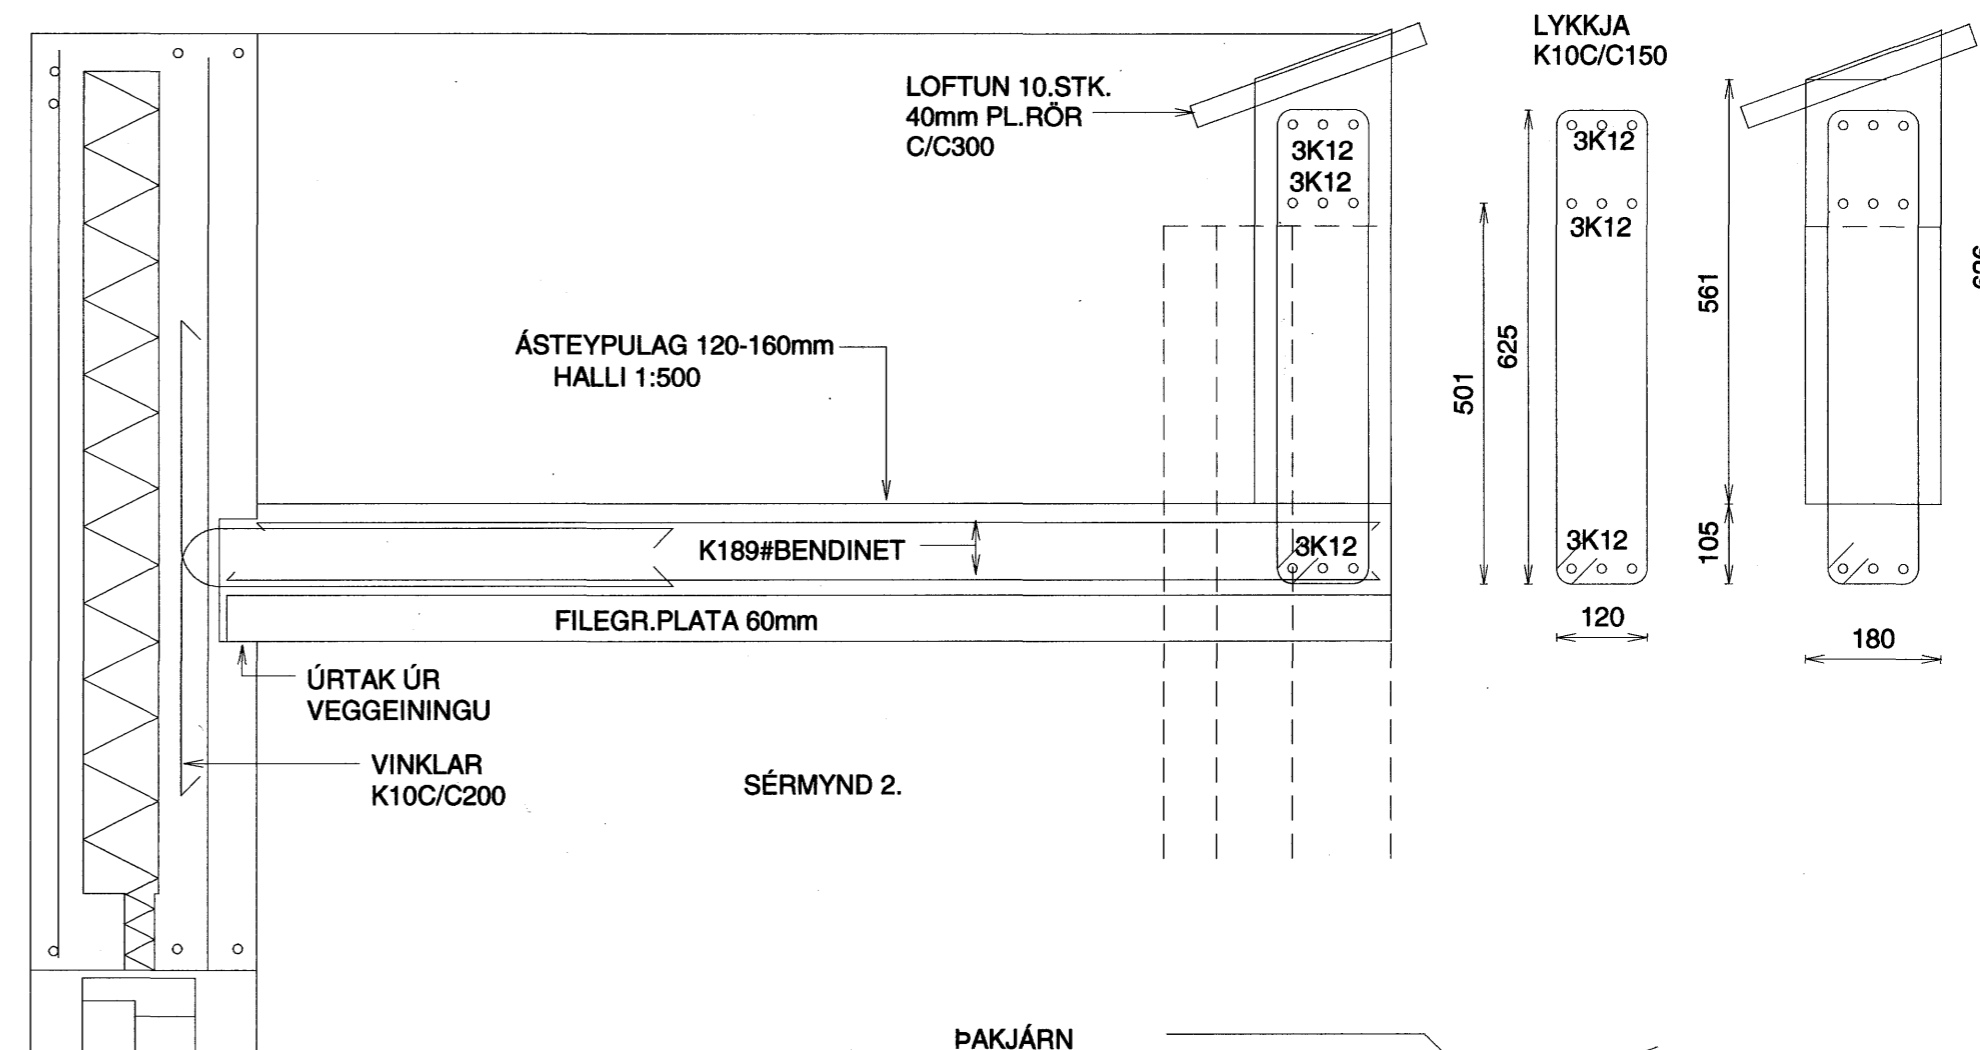 LYKKJA
K10C/C150
LOFTUN 10.STK.
40mm PL.RÖR
C/C300
3K12
3K12
3K12
3K12
561
625
501
ÁSTEYPULAG 120-160mm
HALLI 1:500
K189#BENDINET
3K12
3K12
105
FILEGR.PLATA 60mm
120
180
ÚRTAK ÚR
VEGGEININGU
VINKLAR
K10C/C200
SÉRMYND 2.
ÞAKJÁRN